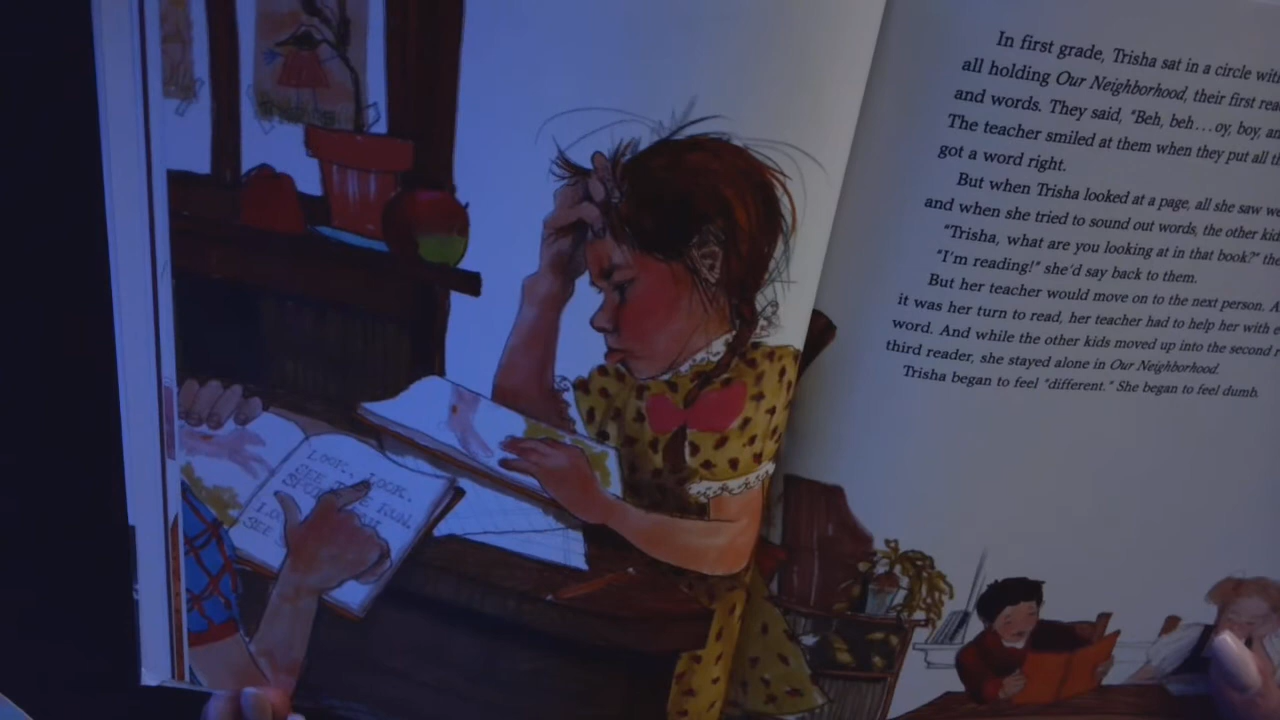 LOOK, LOOK.
SEE THE
RUN.
SEE
In first grade, Trisha sat in a circle with
all holding Our Neighborhood, their first
and words. They said, "Beh, beh...oy, boy,
The teacher smiled at them when they put all
got a word right.
But when Trisha looked at a page, all she saw
and when she tried to sound out words, the other
"Trisha, what are you looking at in that book?"
"I'm reading!" she'd say back to them.
But her teacher would move on to the next person.
it was her turn to read, her teacher had to help her with
word. And while the other kids moved up into the second
third reader, she stayed alone in Our Neighborhood.
Trisha began to feel "different." She began to feel dumb.